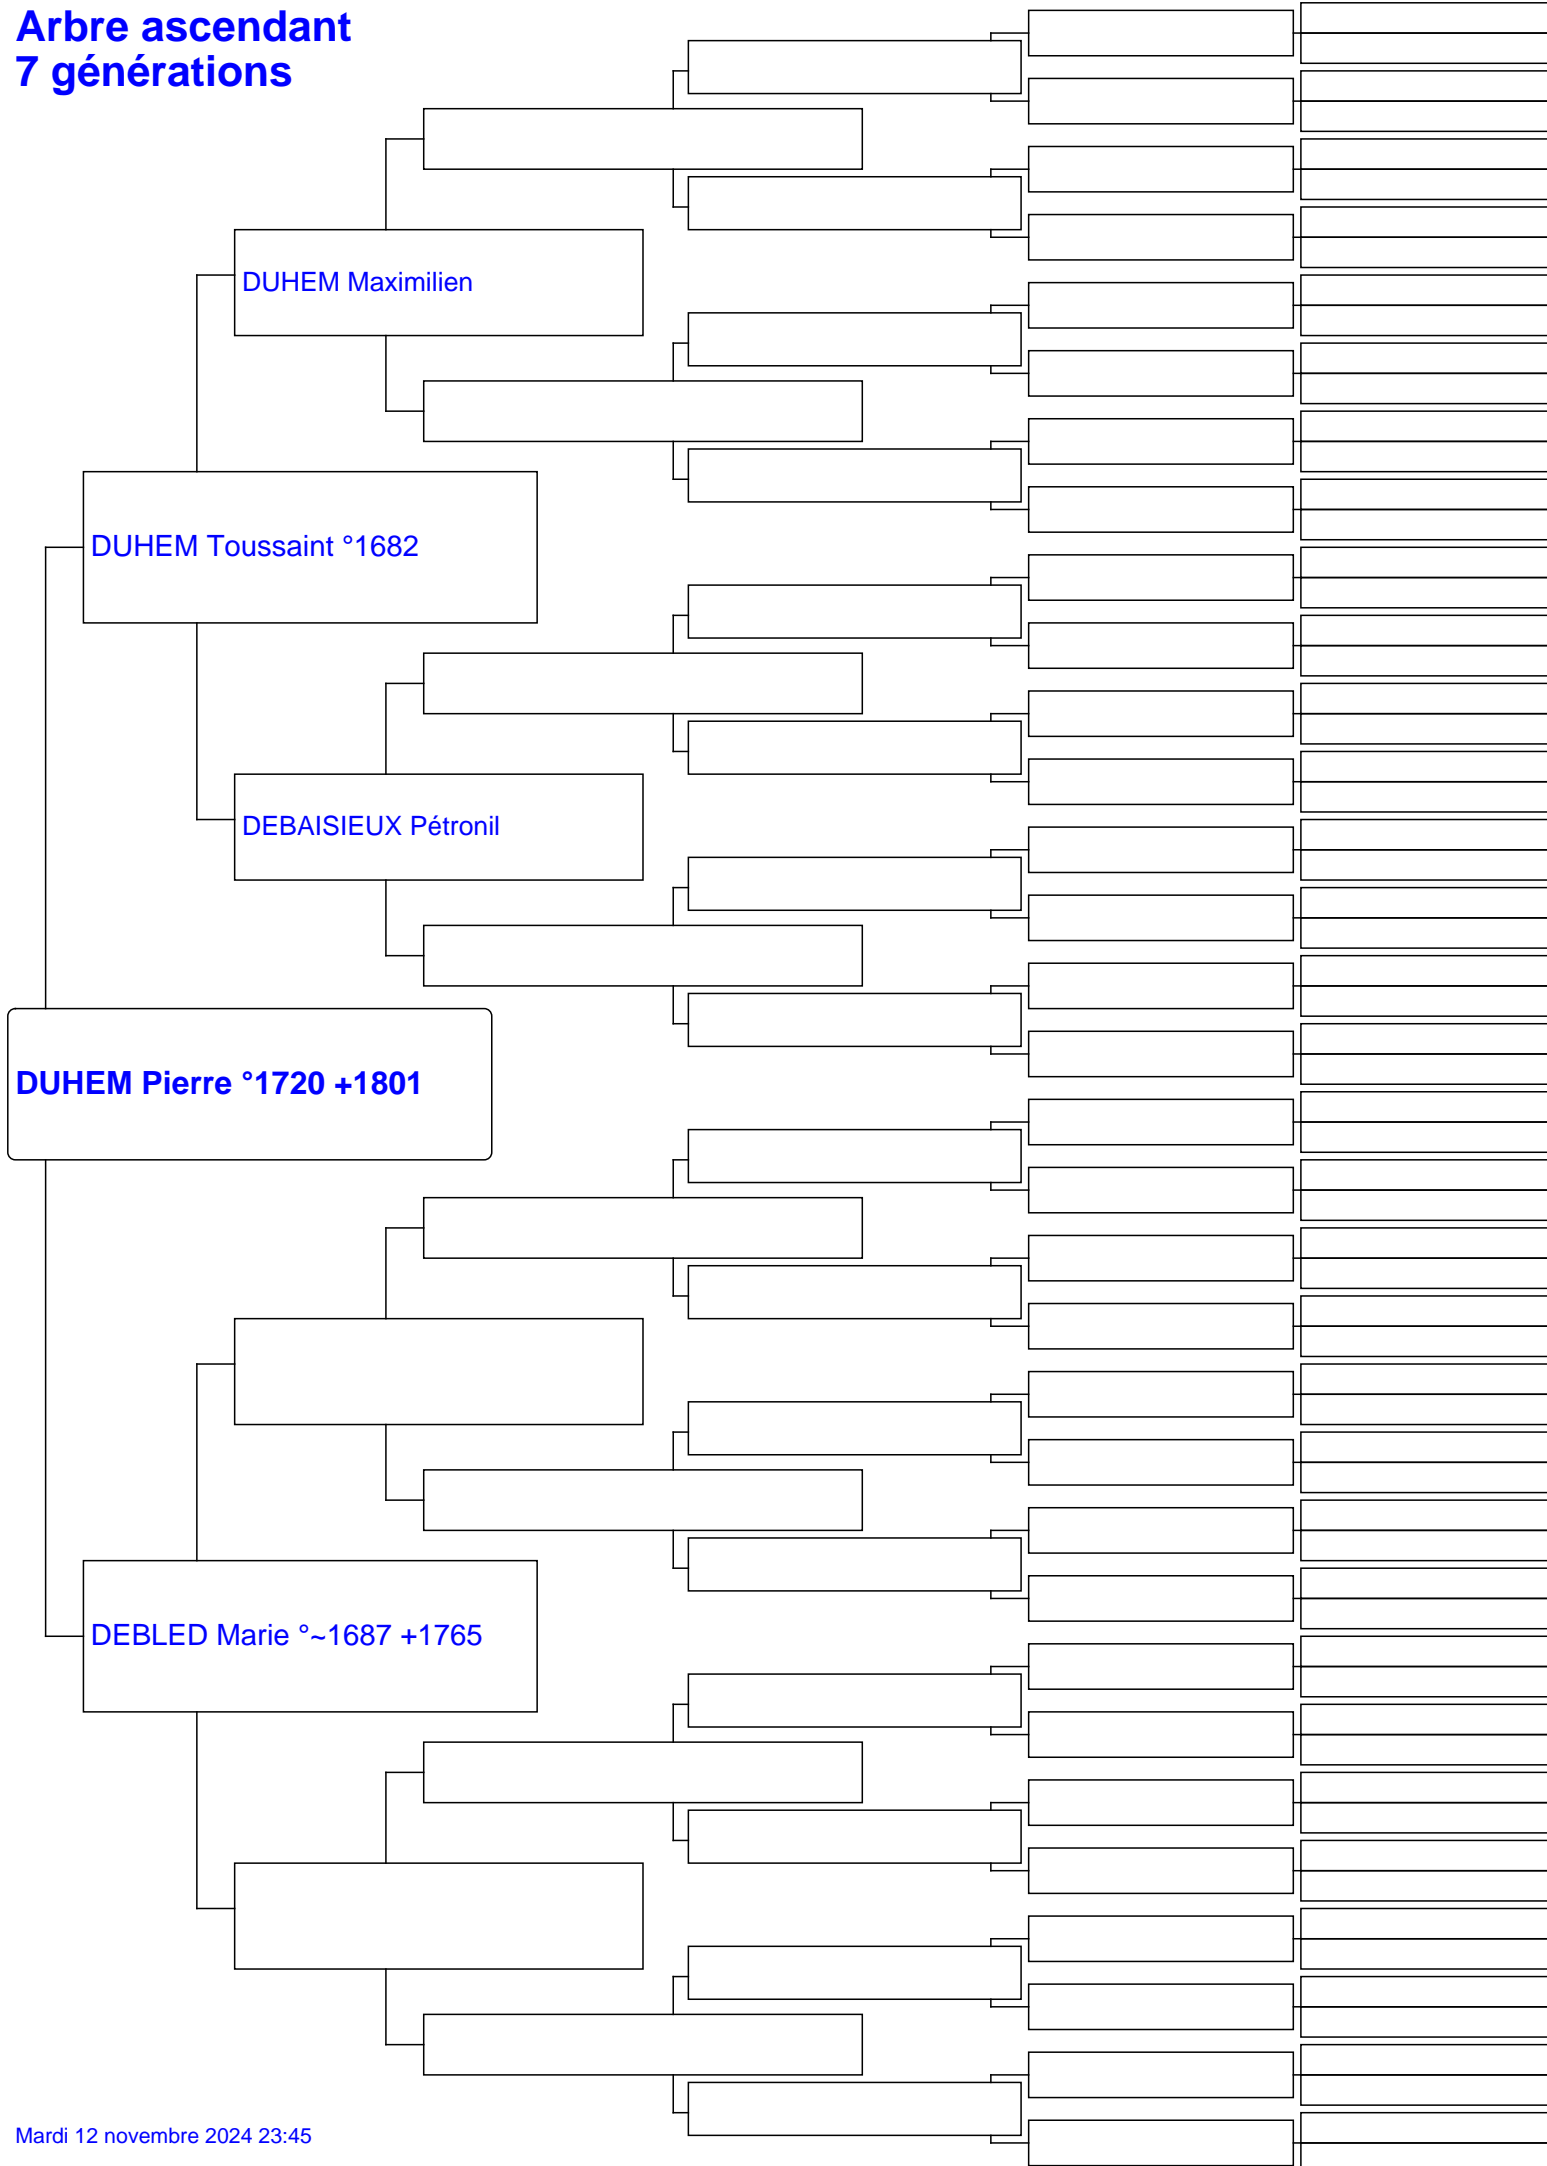 Arbre ascendant
7 générations
DUHEM Maximilien
DUHEM Toussaint °1682
DEBAISIEUX Pétronil
DUHEM Pierre °1720 +1801
DEBLED Marie °~1687 +1765
Mardi 12 novembre 2024 23:45